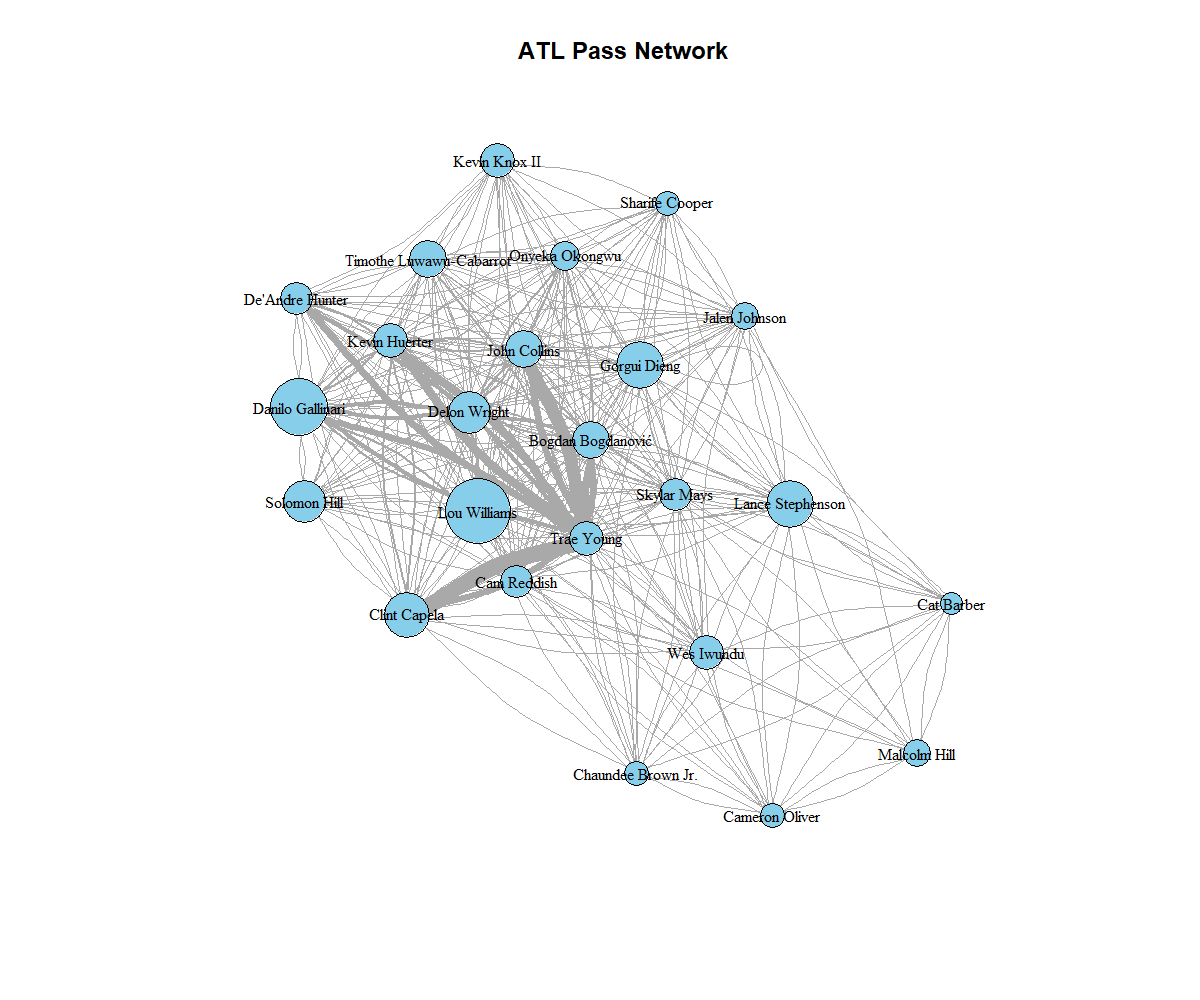 ATL Pass Network
Kevin Knox II
Sharife Cooper
Timothe Luwawu-Cabarrot
Onyeka Okongwu
De'Andre Hunter
Jalen Johnson
Kevin Huerter
John Collins
Gorgui Dieng
Danilo Gallinari
Delon Wright
Bogdan Bogdanović
Skylar Mays
Solomon Hill
Lance Stephenson
Lou Williams
Trae Young
Cam Reddish
Cat Barber
Clint Capela
Wes Iwundu
Malcolm Hill
Chaundee Brown Jr.
Cameron Oliver